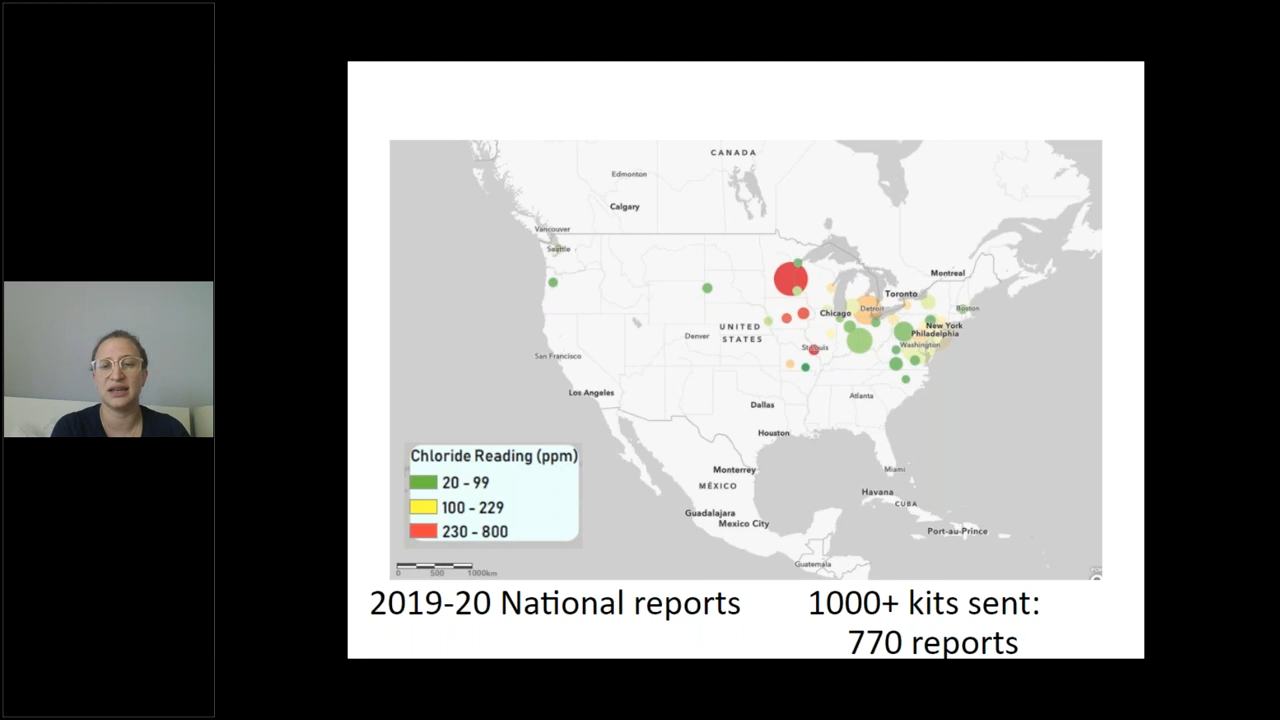 CANADA
Edmonton
Calgary
Vancouver
Seattle
Montreal
Toronto
Boston
Detroit
Chicago
New York
Philadelphia
Washington
UNITED
STATES
Denver
St Louis
San Francisco
Los Angeles
Atlanta
Dallas
Houston
Miami
Monterrey
MÉXICO
Havana
CUBA
Guadalajara
Mexico City
Port-au-Prince
Guatemala
Chloride Reading (ppm)
20 - 99
100 - 229
230 - 800
0 500 1000km
2019-20 National reports
1000+ kits sent:
770 reports